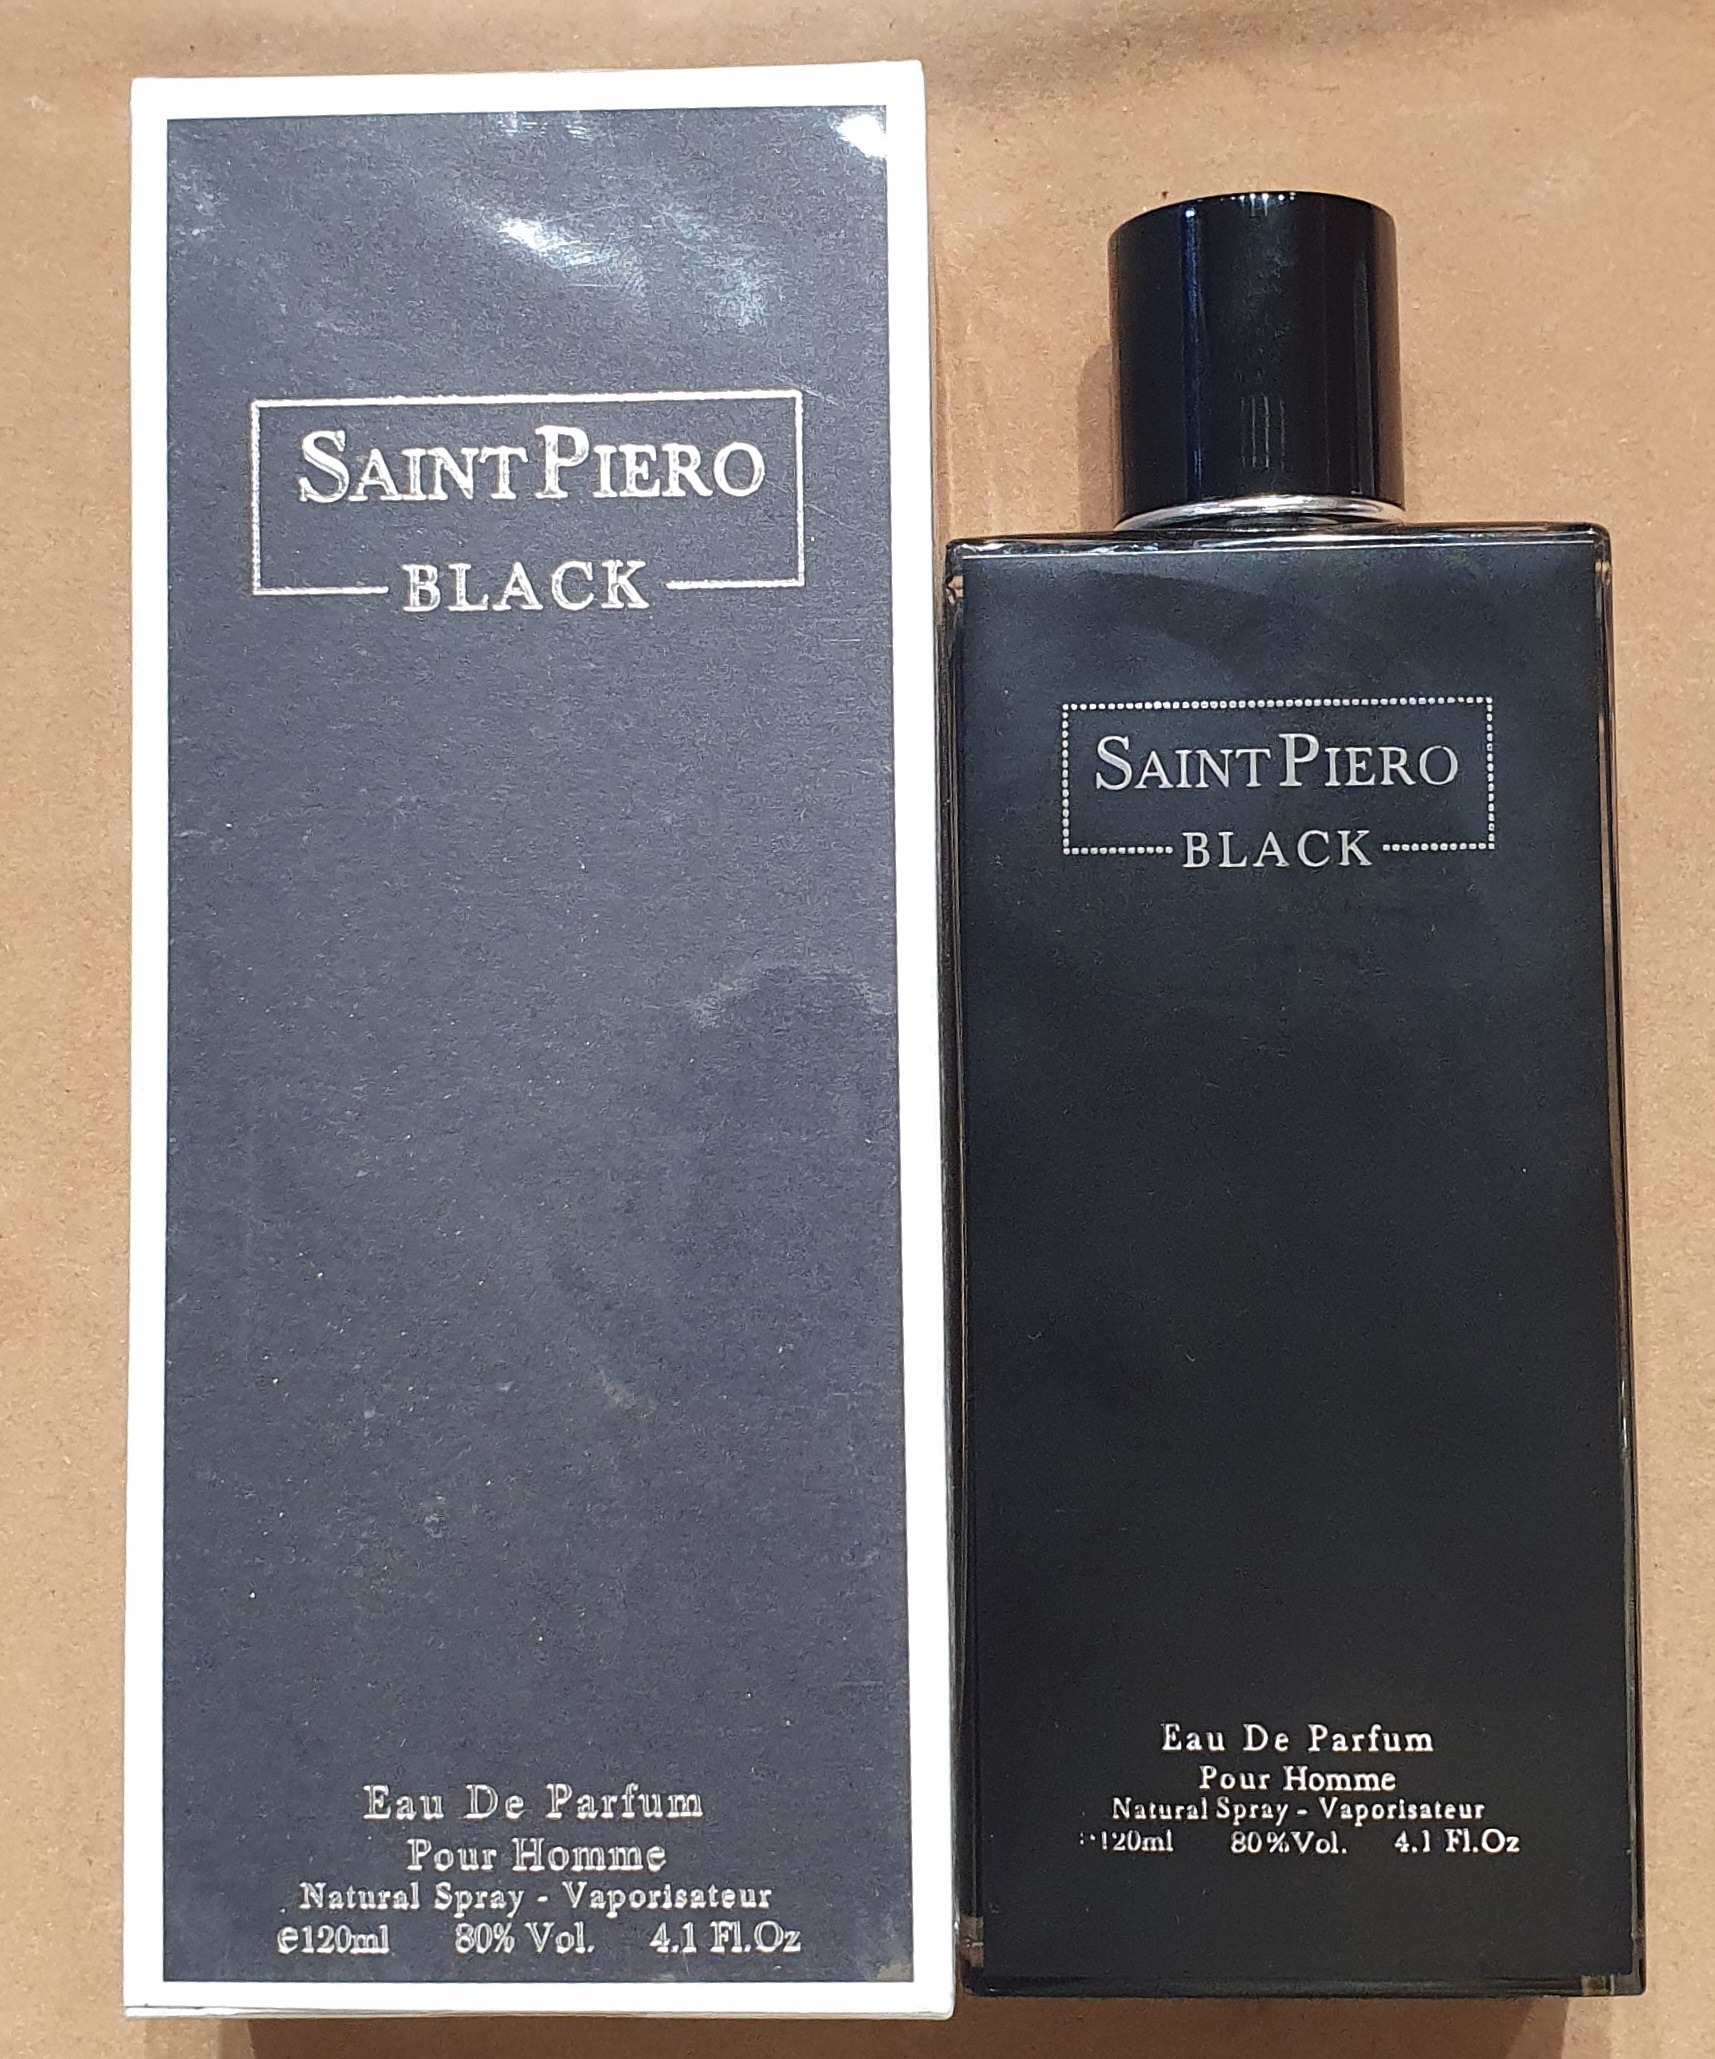 SAINT PIERO
BLACK
Eau De Parfum
Pour Homme
Natural Spray - Vaporisateur
e120ml 80% Vol. 4.1 Fl.Oz
SAINT PIERO
BLACK
Eau De Parfum
Pour Homme
Natural Spray - Vaporisateur
120ml 80%Vol. 4.1 Fl.Oz